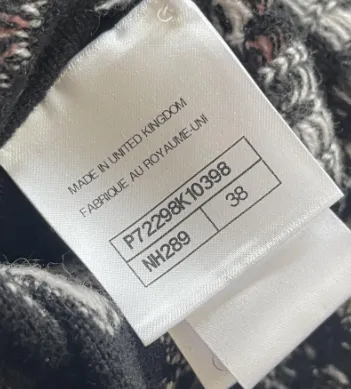 MADE IN UNITED KINGDOM
FABRIQUE AU ROYAUME-UNI
P72298K10398
NH289 38